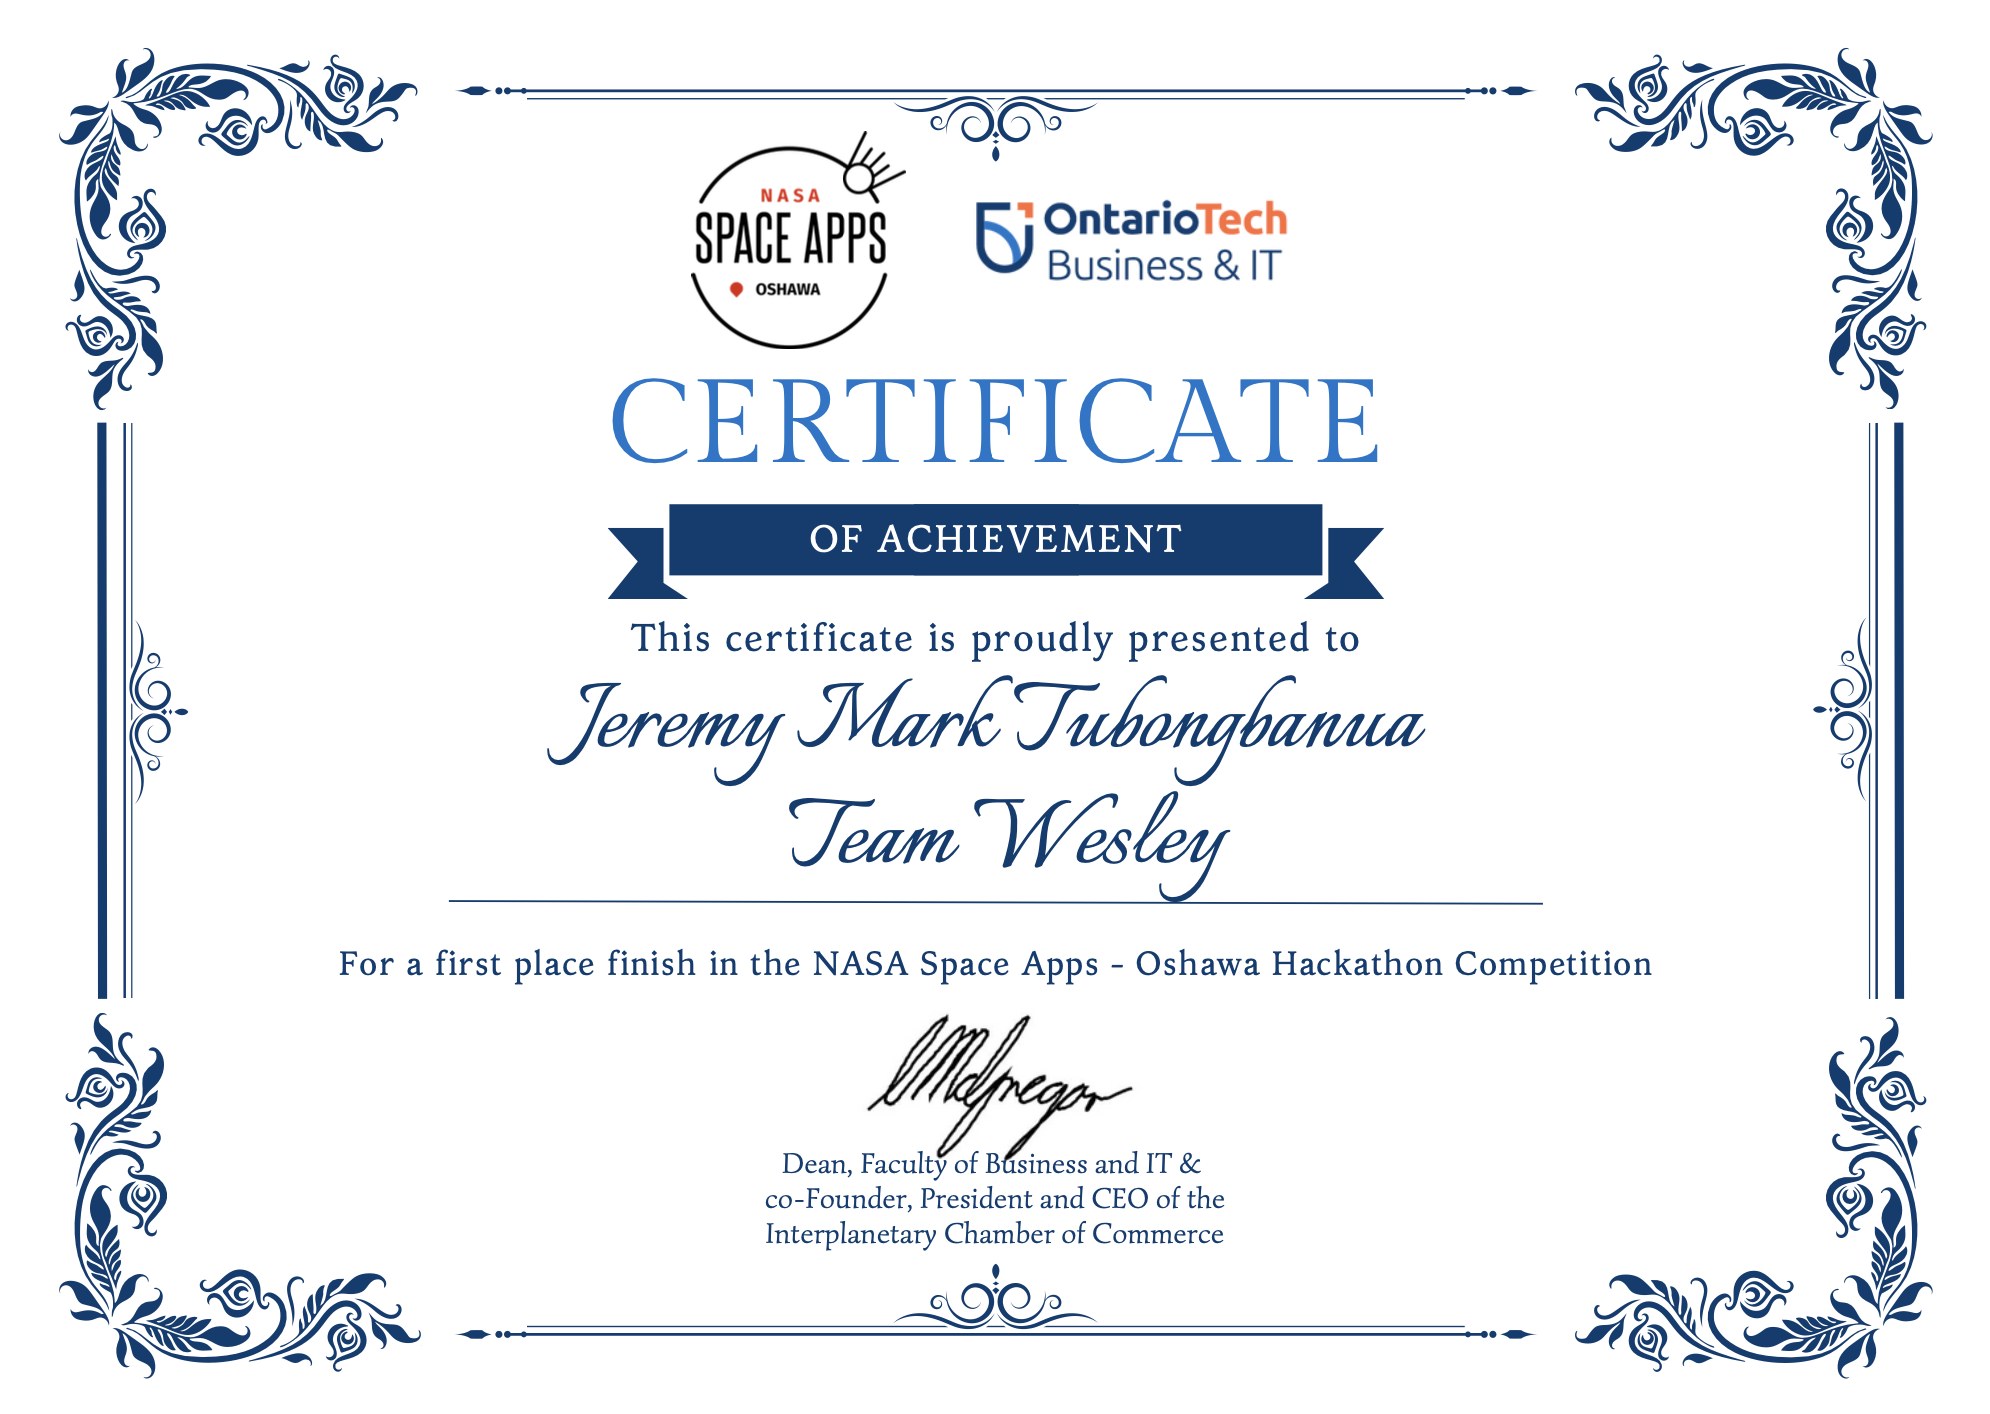 NASA
SPACE APPS
OSHAWA
OntarioTech
Business & IT
CERTIFICATE
OF ACHIEVEMENT
This certificate is proudly presented to
Jeremy Mark Tubongbanua
Team Wesley
For a first place finish in the NASA Space Apps - Oshawa Hackathon Competition
Dean, Faculty of Business and IT &
co-Founder, President and CEO of the
Interplanetary Chamber of Commerce